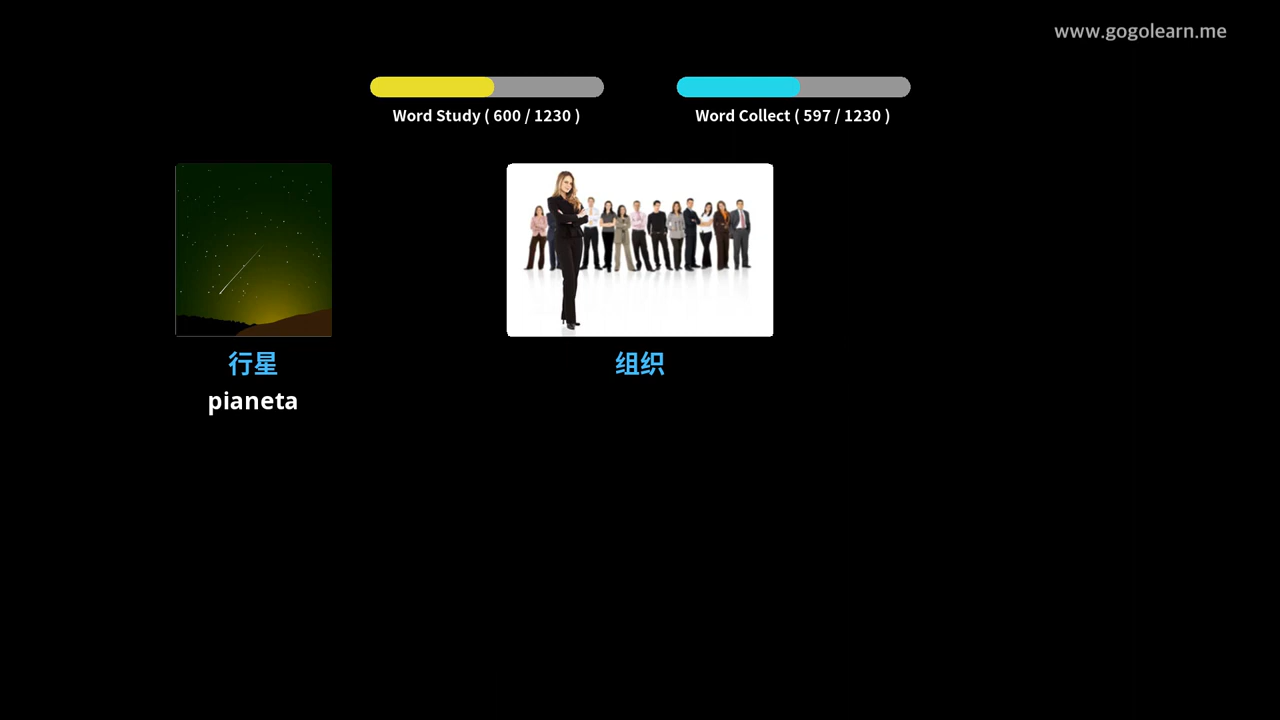 www.gogolearn.me
Word Study ( 600 / 1230 )
Word Collect ( 597 / 1230 )
行星
pianeta
组织